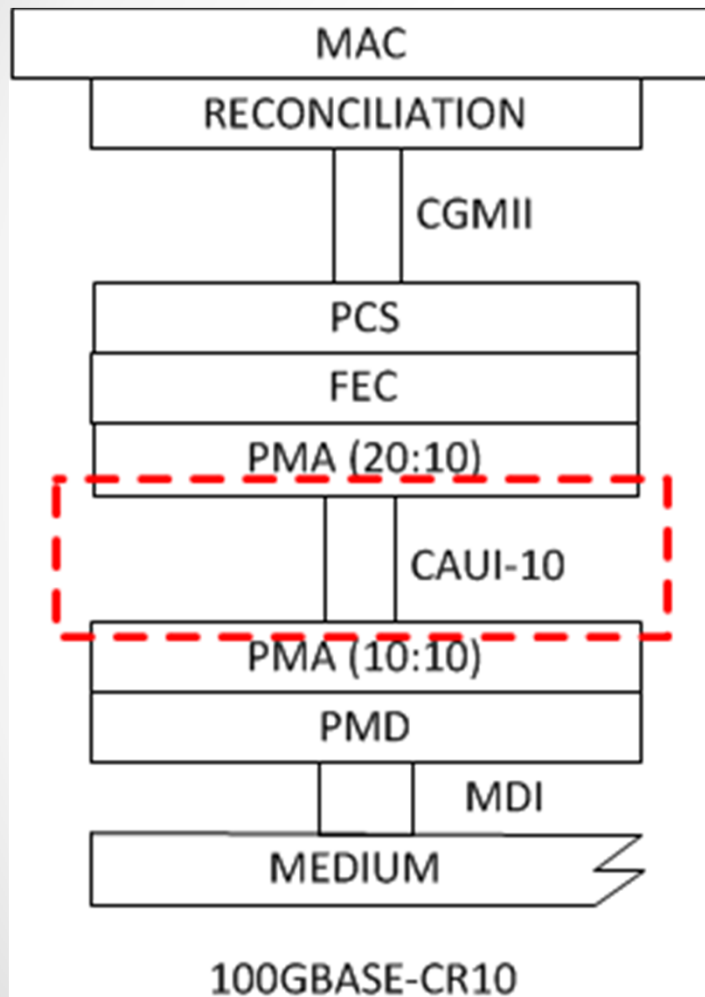 MAC
RECONCILIATION
CGMII
PCS
FEC
PMA (20:10)
CAUI-10
PMA (10:10)
PMD
MDI
MEDIUM
100GBASE-CR10